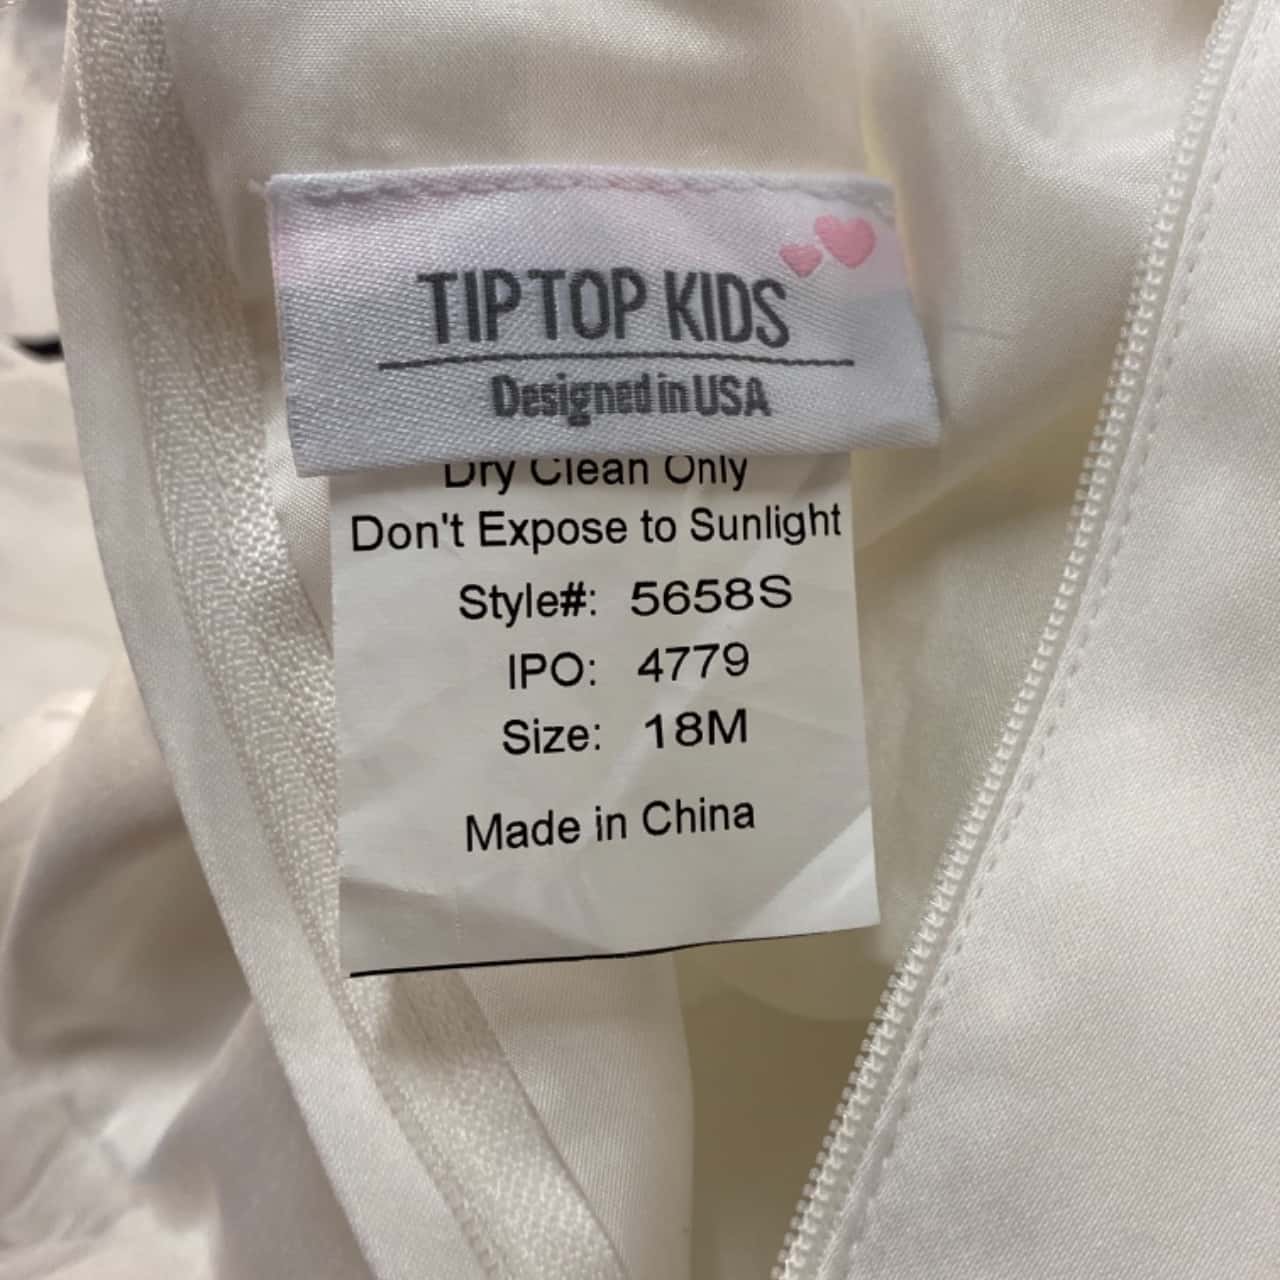 TIP TOP KIDS
Designed in USA
Dry Clean Only
Don't Expose to Sunlight
Style#: 5658S
IPO: 4779
Size: 18M
Made in China